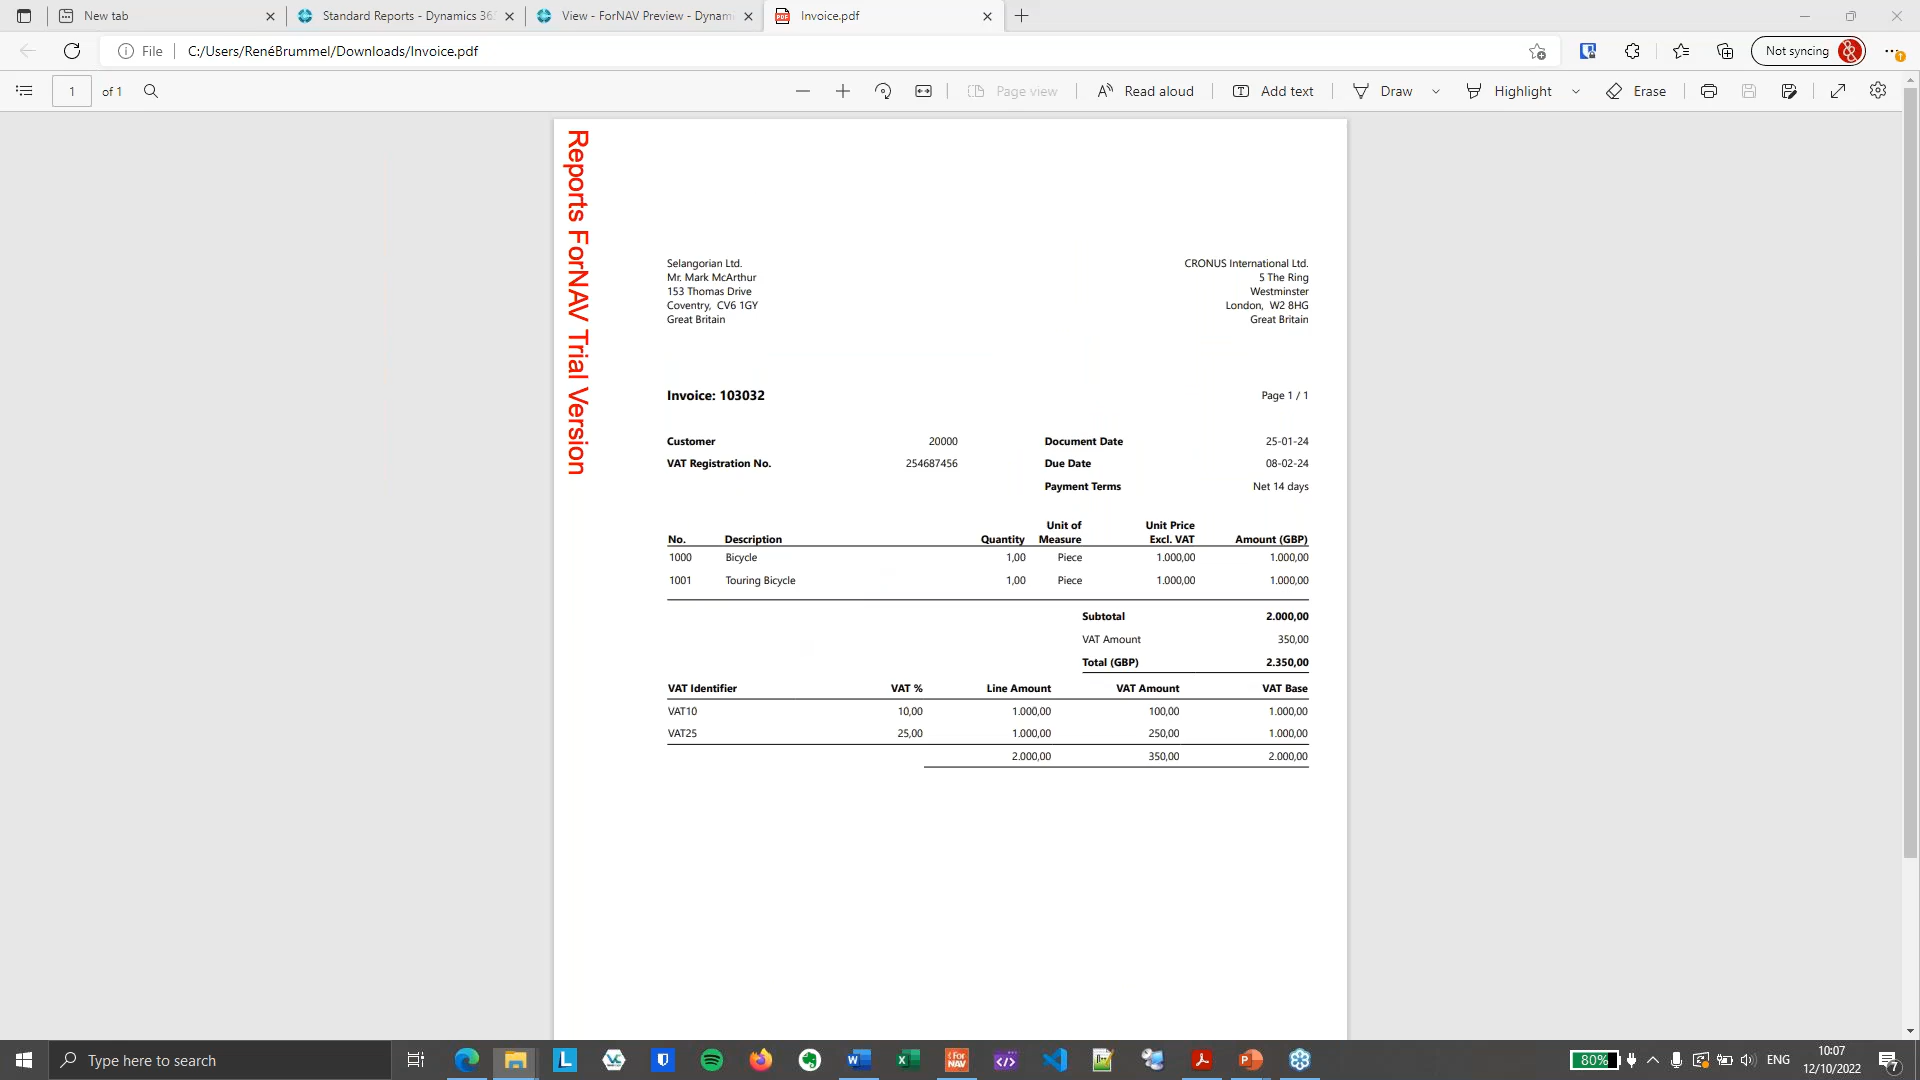 New tab
Standard Reports - Dynamics 36
View - ForNAV Preview - Dynam
Invoice.pdf
File
C:/Users/RenéBrummel/Downloads/Invoice.pdf
Not syncing
1 of 1
Page view
Read aloud
Add text
Draw
Highlight
Erase
Reports ForNAV Trial Version
Selangorian Ltd.
Mr. Mark McArthur
153 Thomas Drive
Coventry, CV6 1GY
Great Britain
CRONUS International Ltd.
5 The Ring
Westminster
London, W2 8HG
Great Britain
Invoice: 103032 Page 1 / 1
Customer 20000 Document Date 25-01-24
VAT Registration No. 254687456 Due Date 08-02-24
Payment Terms Net 14 days
No. Description Quantity Unit of Measure Unit Price Excl. VAT Amount (GBP)
1000 Bicycle 1,00 Piece 1.000,00 1.000,00
1001 Touring Bicycle 1,00 Piece 1.000,00 1.000,00
Subtotal 2.000,00
VAT Amount 350,00
Total (GBP) 2.350,00
VAT Identifier VAT % Line Amount VAT Amount VAT Base
VAT10 10,00 1.000,00 100,00 1.000,00
VAT25 25,00 1.000,00 250,00 1.000,00
2.000,00 350,00 2.000,00
Type here to search
80%
ENG
10:07
12/10/2022
7